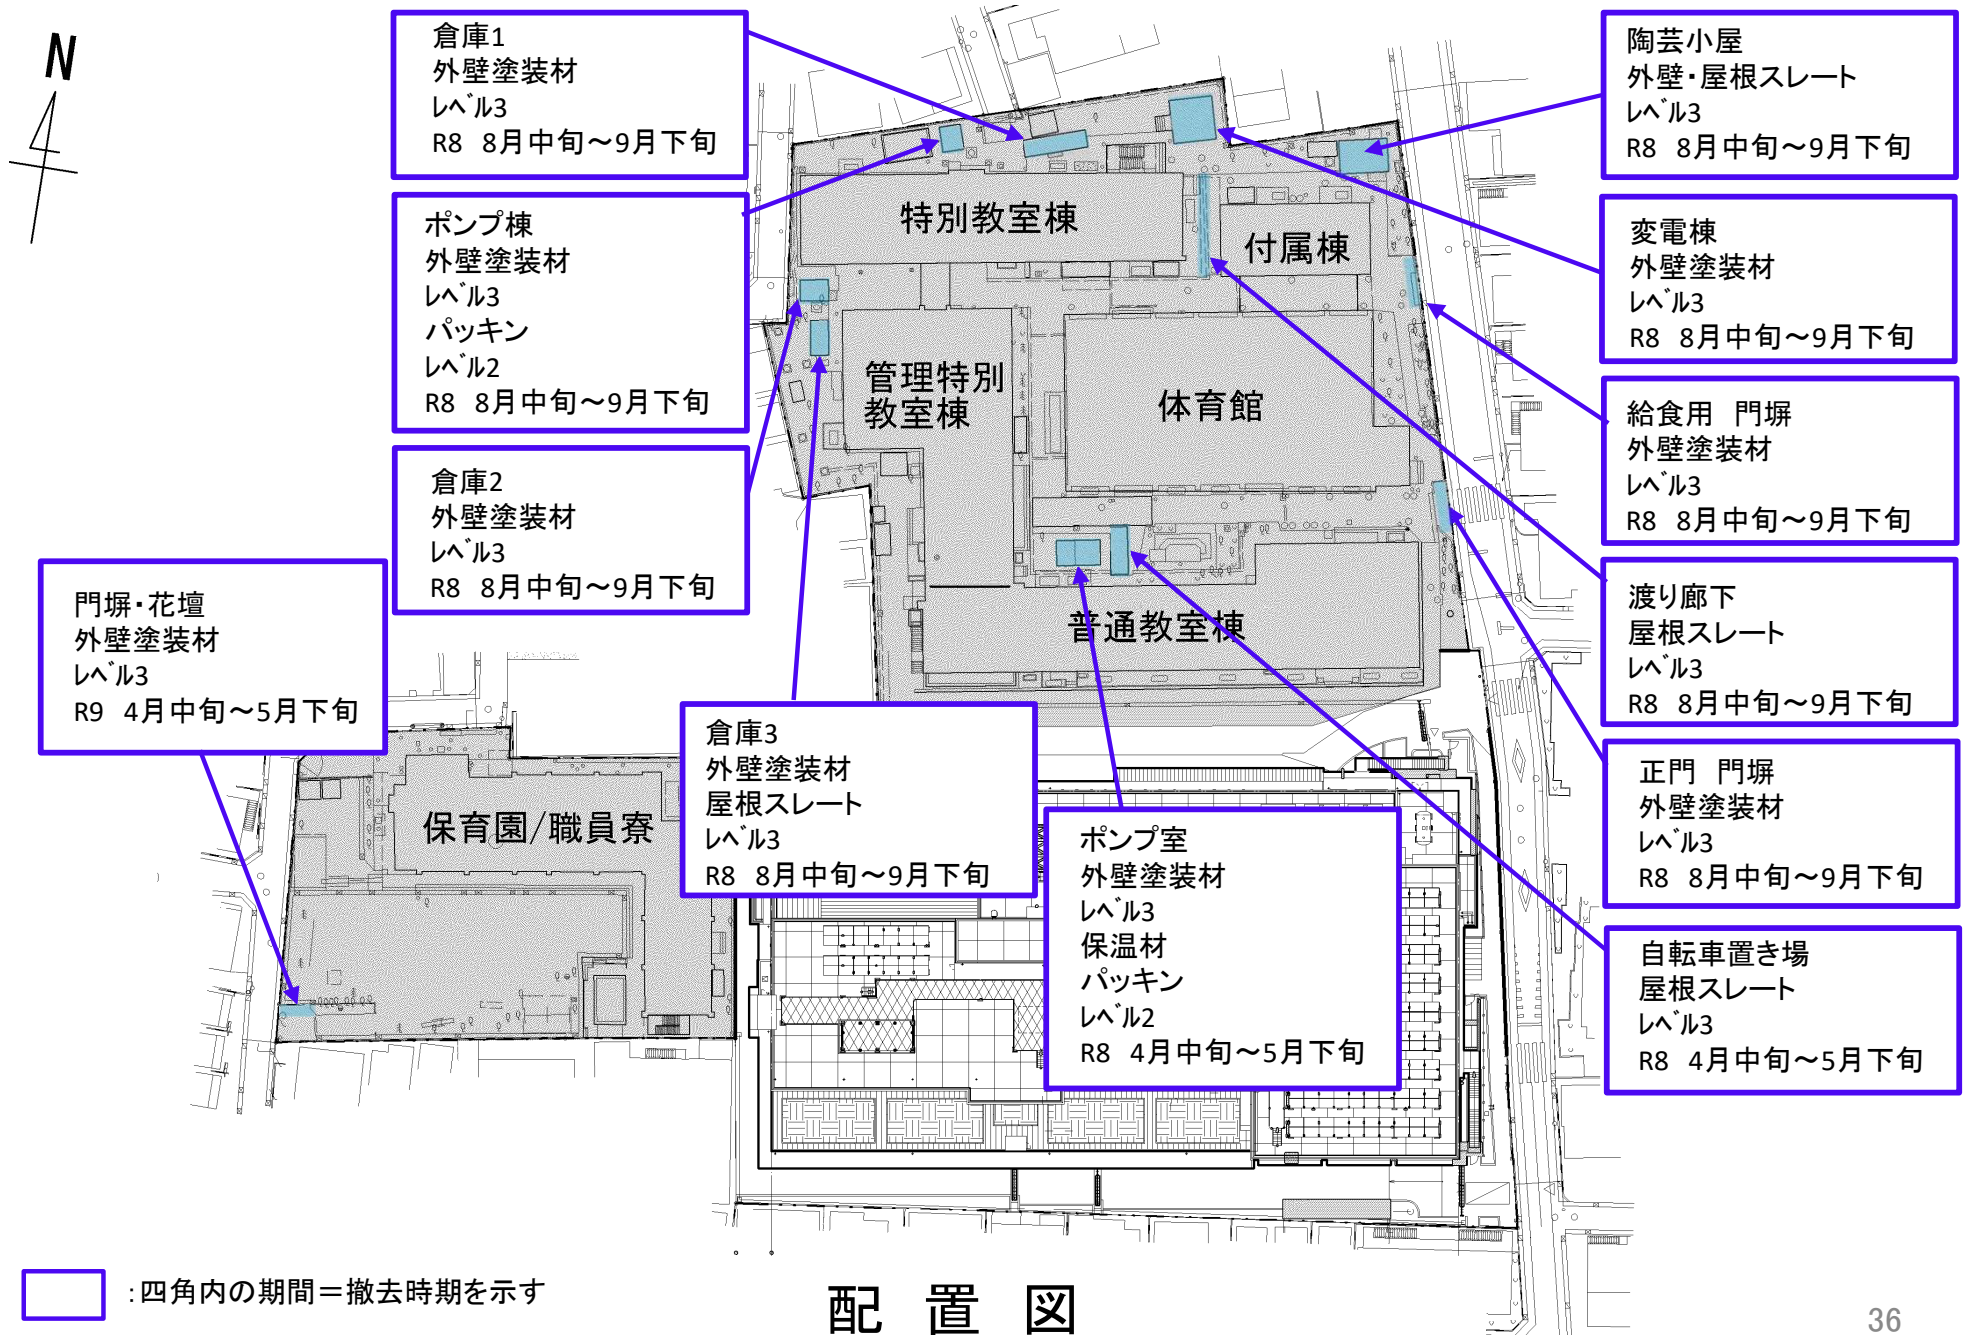 N
倉庫1
外壁塗装材
レベル3
R8 8月中旬～9月下旬
ポンプ棟
外壁塗装材
レベル3
パッキン
レベル2
R8 8月中旬～9月下旬
倉庫2
外壁塗装材
レベル3
R8 8月中旬～9月下旬
門塀・花壇
外壁塗装材
レベル3
R9 4月中旬～5月下旬
陶芸小屋
外壁・屋根スレート
レベル3
R8 8月中旬～9月下旬
変電棟
外壁塗装材
レベル3
R8 8月中旬～9月下旬
給食用 門塀
外壁塗装材
レベル3
R8 8月中旬～9月下旬
渡り廊下
屋根スレート
レベル3
R8 8月中旬～9月下旬
正門 門塀
外壁塗装材
レベル3
R8 8月中旬～9月下旬
自転車置き場
屋根スレート
レベル3
R8 4月中旬～5月下旬
特別教室棟
付属棟
管理特別
教室棟
体育館
普通教室棟
保育園/職員寮
倉庫3
外壁塗装材
屋根スレート
レベル3
R8 8月中旬～9月下旬
ポンプ室
外壁塗装材
レベル3
保温材
パッキン
レベル2
R8 4月中旬～5月下旬
:四角内の期間＝撤去時期を示す
配 置 図
36